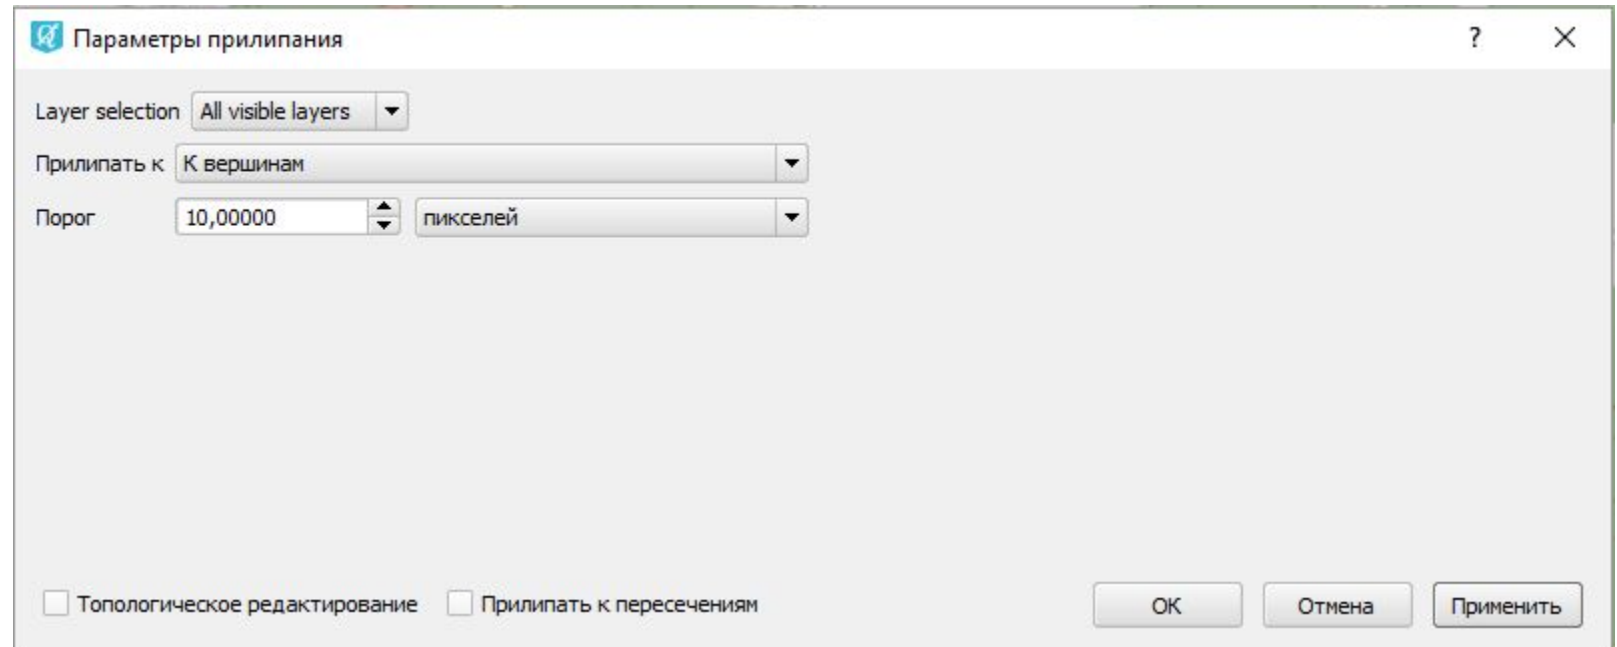 Параметры прилипания ?
Layer selection All visible layers
Прилипать к К вершинам
Порог 10,00000 пикселей
Топологическое редактирование Прилипать к пересечениям OK Отмена Применить